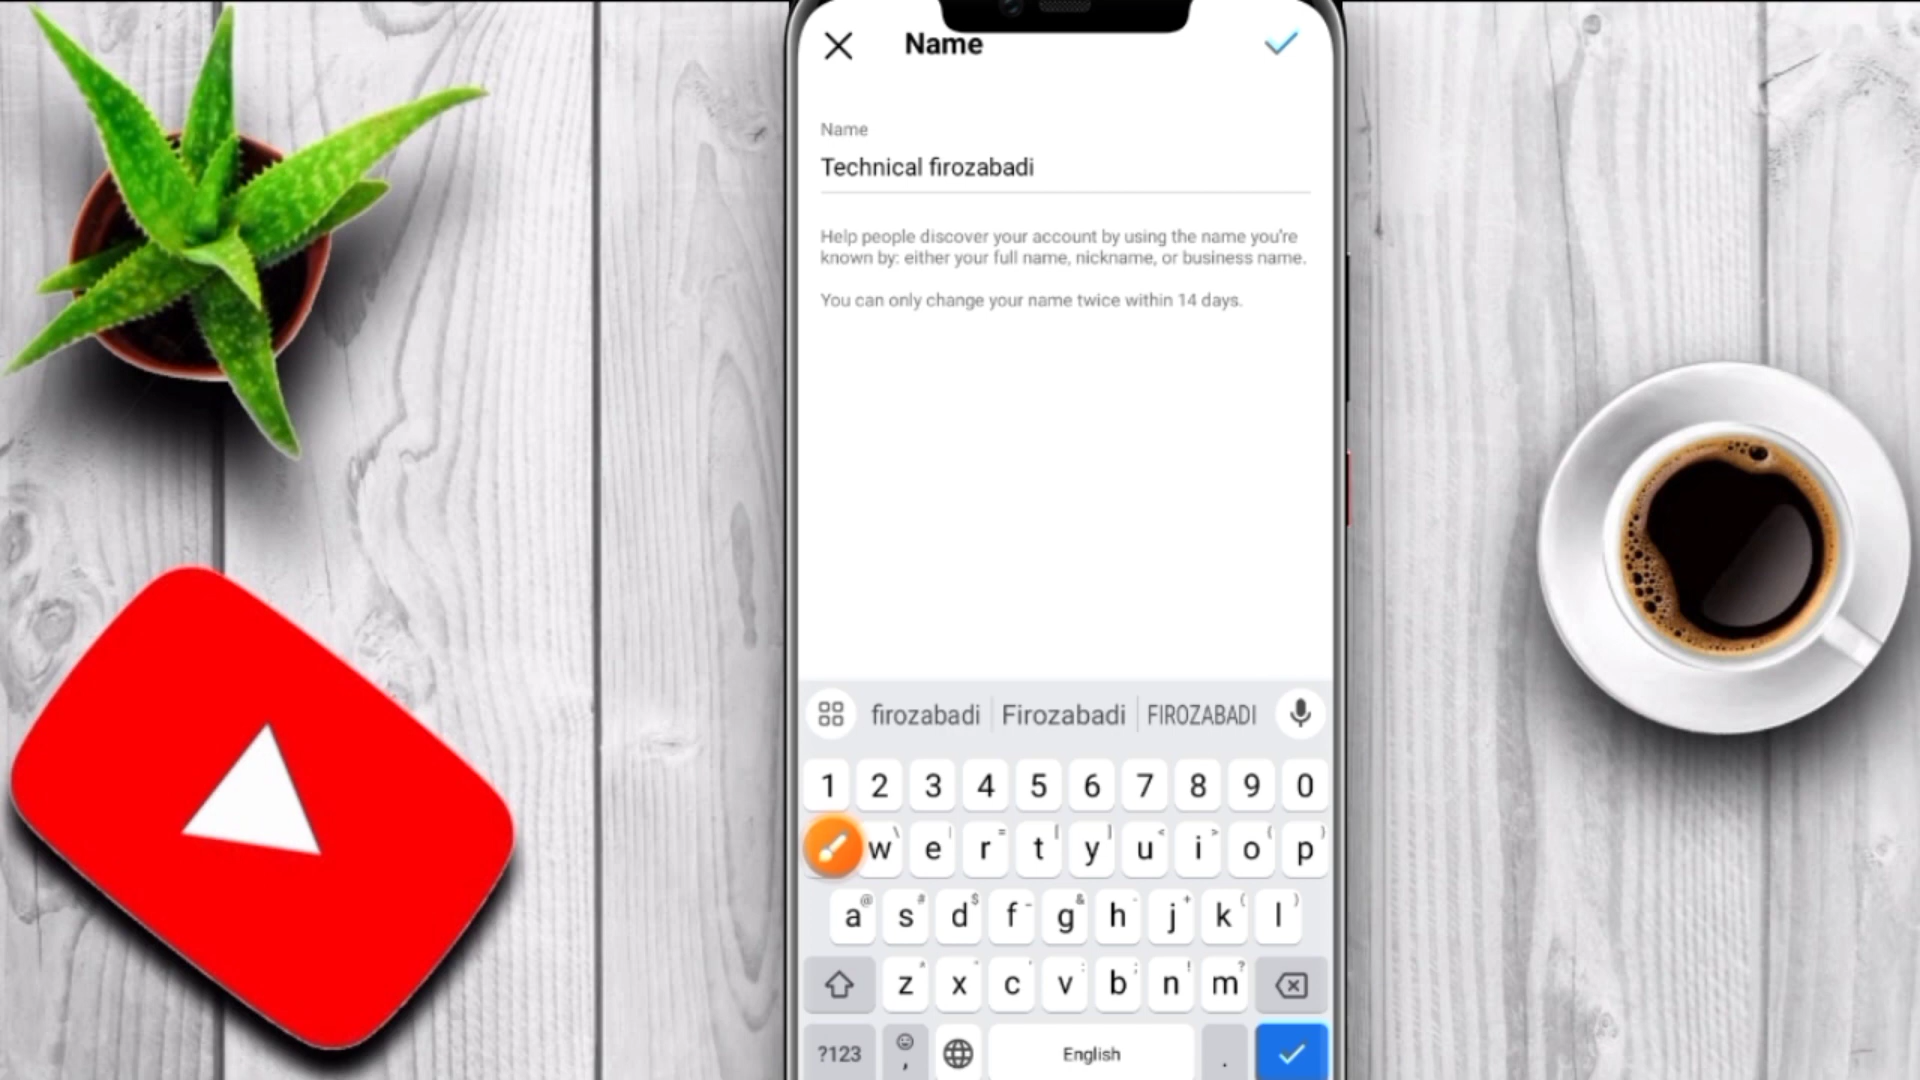 Name
Name
Technical firozabadi
Help people discover your account by using the name you're
known by: either your full name, nickname, or business name.
You can only change your name twice within 14 days.
firozabadi Firozabadi FIROZABADI
1 2 3 4 5 6 7 8 9 0
w e r t y u i o p
a s d f g h j k l
z x c v b n m
?123 , English .